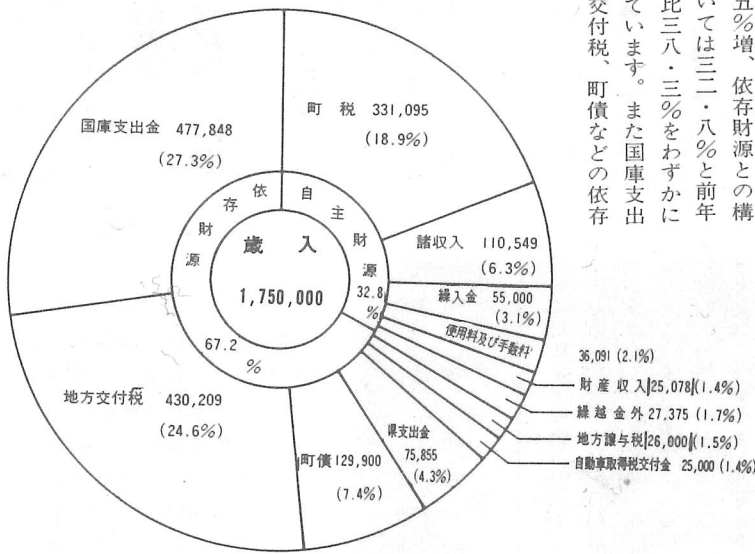 五％増、依存財源との構
いては三二・八％と前年
比三八・三％をわずかに
ています。また国庫支出
交付税、町債などの依存
歳入
1,750,000
自主財源
32.8
％
依存財源
67.2
％
町税 331,095
(18.9%)
諸収入 110,549
(6.3%)
繰入金 55,000
(3.1%)
使用料及び手数料
36,091 (2.1%)
財産収入 25,078 (1.4%)
繰越金外 27,375 (1.7%)
地方譲与税 26,000 (1.5%)
自動車取得税交付金 25,000 (1.4%)
県支出金
75,855
(4.3%)
町債 129,900
(7.4%)
地方交付税 430,209
(24.6%)
国庫支出金 477,848
(27.3%)